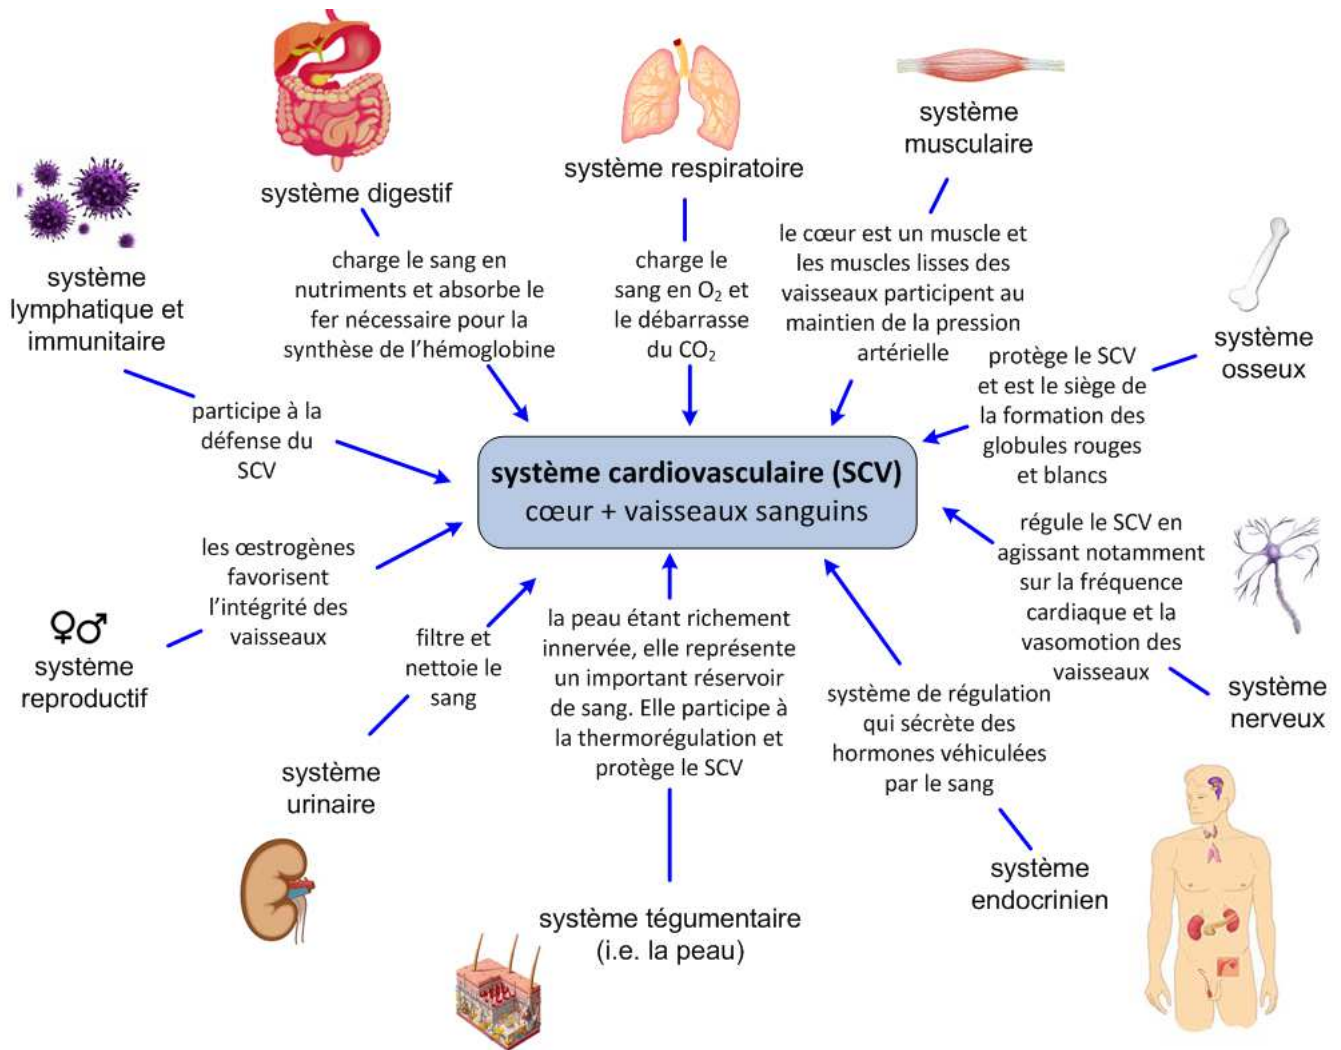 système digestif
charge le sang en
nutriments et absorbe le
fer nécessaire pour la
synthèse de l'hémoglobine
système respiratoire
charge le
sang en O₂ et
le débarrasse
du CO₂
système
musculaire
le cœur est un muscle et
les muscles lisses des
vaisseaux participent au
maintien de la pression
artérielle
système
lymphatique et
immunitaire
participe à la
défense du
SCV
système
osseux
protège le SCV
et est le siège de
la formation des
globules rouges
et blancs
système cardiovasculaire (SCV)
cœur + vaisseaux sanguins
les œstrogènes
favorisent
l'intégrité des
vaisseaux
♀♂
système
reproductif
régule le SCV en
agissant notamment
sur la fréquence
cardiaque et la
vasomotion des
vaisseaux
système
nerveux
filtre et
nettoie le
sang
système
urinaire
la peau étant richement
innervée, elle représente
un important réservoir
de sang. Elle participe à
la thermorégulation et
protège le SCV
système tégumentaire
(i.e. la peau)
système de régulation
qui sécrète des
hormones véhiculées
par le sang
système
endocrinien